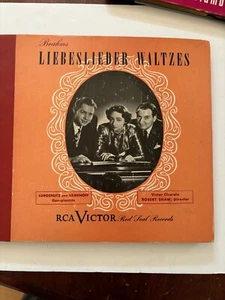 Brahms
LIEBESLIEDER WALTZES
LUBOSHUTZ and NEMENOFF
Duo-pianists
Victor Chorale
ROBERT SHAW, Director
RCA VICTOR Red Seal Records